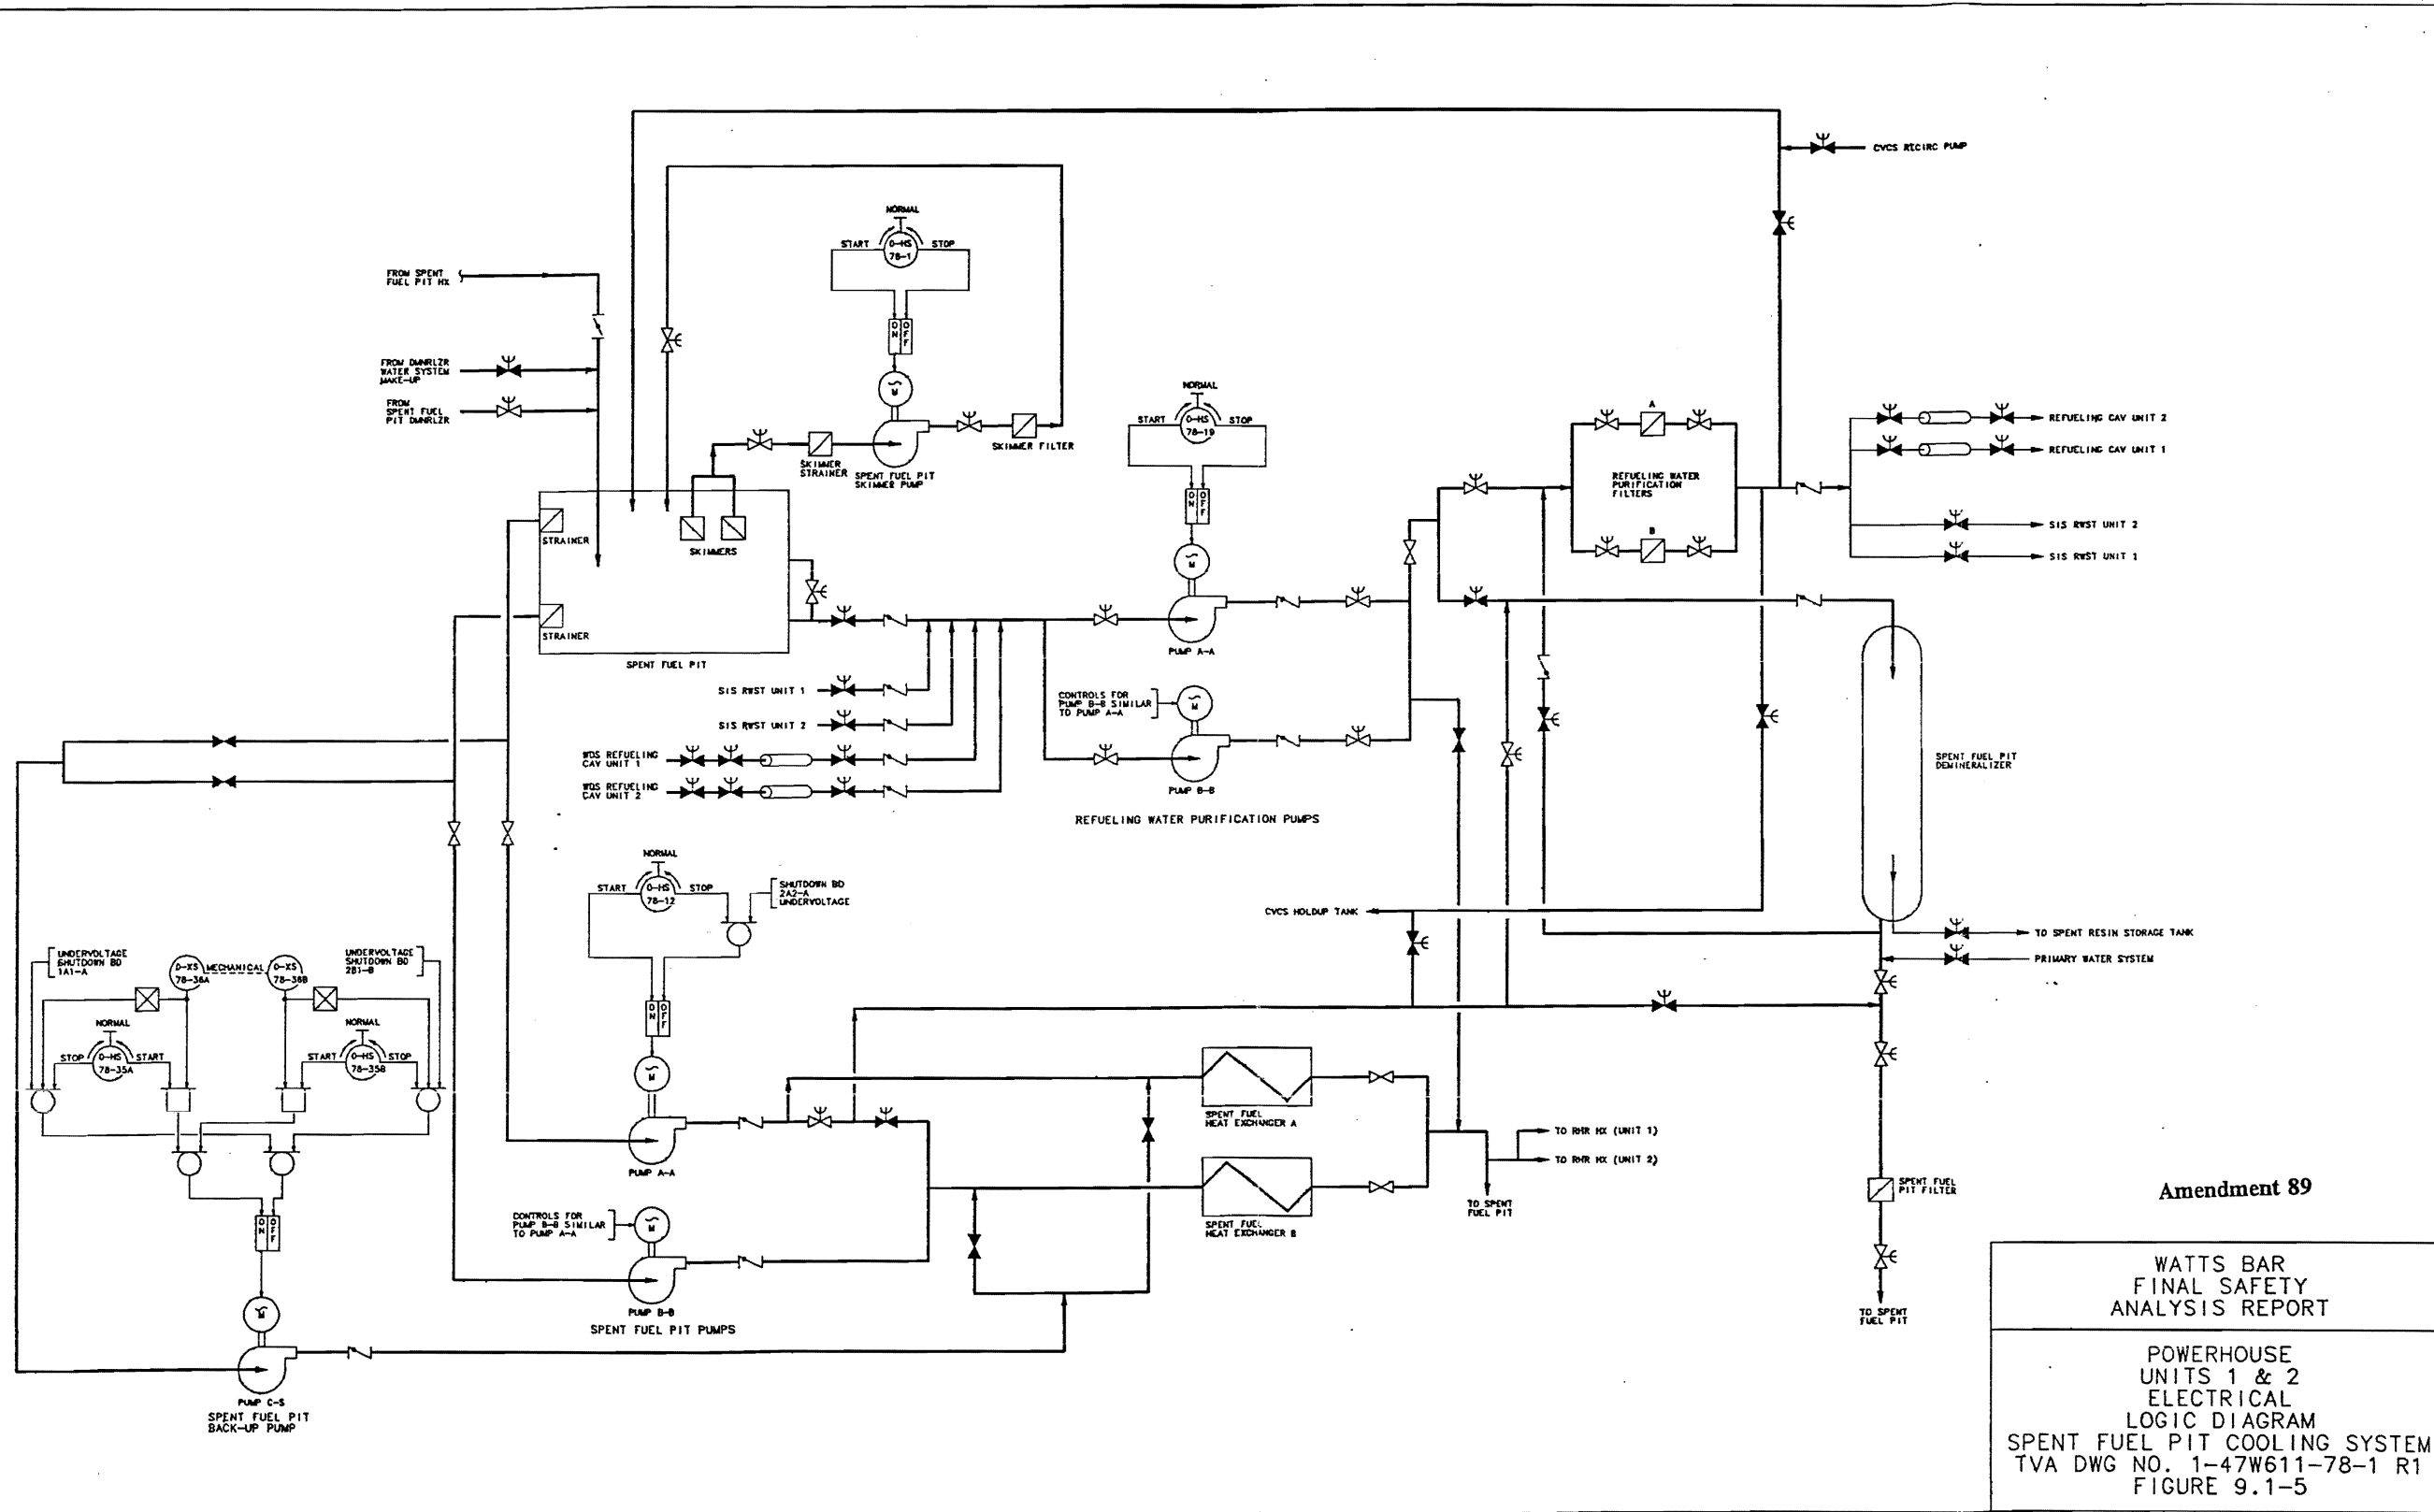 CVCS RECIRC PUMP
NORMAL
START
0-HS
78-1
STOP
ON
OFF
M
FROM SPENT
FUEL PIT HX
FROM DMNRLZR
WATER SYSTEM
MAKE-UP
FROM
SPENT FUEL
PIT DMNRLZR
SKIMMER
STRAINER
SPENT FUEL PIT
SKIMMER PUMP
SKIMMER FILTER
NORMAL
START
0-HS
78-19
STOP
ON
OFF
M
PUMP A-A
A
REFUELING WATER
PURIFICATION
FILTERS
B
REFUELING CAV UNIT 2
REFUELING CAV UNIT 1
SIS RWST UNIT 2
SIS RWST UNIT 1
STRAINER
SKIMMERS
STRAINER
SPENT FUEL PIT
SIS RWST UNIT 1
SIS RWST UNIT 2
WDS REFUELING
CAV UNIT 1
WDS REFUELING
CAV UNIT 2
CONTROLS FOR
PUMP B-B SIMILAR
TO PUMP A-A
M
PUMP B-B
REFUELING WATER PURIFICATION PUMPS
SPENT FUEL PIT
DEMINERALIZER
CVCS HOLDUP TANK
TO SPENT RESIN STORAGE TANK
PRIMARY WATER SYSTEM
NORMAL
START
0-HS
78-12
STOP
SHUTDOWN BD
2A2-A
UNDERVOLTAGE
ON
OFF
M
PUMP A-A
UNDERVOLTAGE
SHUTDOWN BD
1A1-A
0-XS
78-36A
MECHANICAL
0-XS
78-36B
UNDERVOLTAGE
SHUTDOWN BD
2B1-B
NORMAL
STOP
0-HS
78-35A
START
NORMAL
START
0-HS
78-35B
STOP
ON
OFF
M
PUMP C-S
SPENT FUEL PIT
BACK-UP PUMP
CONTROLS FOR
PUMP B-B SIMILAR
TO PUMP A-A
M
PUMP B-B
SPENT FUEL PIT PUMPS
SPENT FUEL
HEAT EXCHANGER A
SPENT FUEL
HEAT EXCHANGER B
TO RHR HX (UNIT 1)
TO RHR HX (UNIT 2)
TO SPENT
FUEL PIT
SPENT FUEL
PIT FILTER
TO SPENT
FUEL PIT
Amendment 89
WATTS BAR
FINAL SAFETY
ANALYSIS REPORT
POWERHOUSE
UNITS 1 & 2
ELECTRICAL
LOGIC DIAGRAM
SPENT FUEL PIT COOLING SYSTEM
TVA DWG NO. 1-47W611-78-1 R1
FIGURE 9.1-5